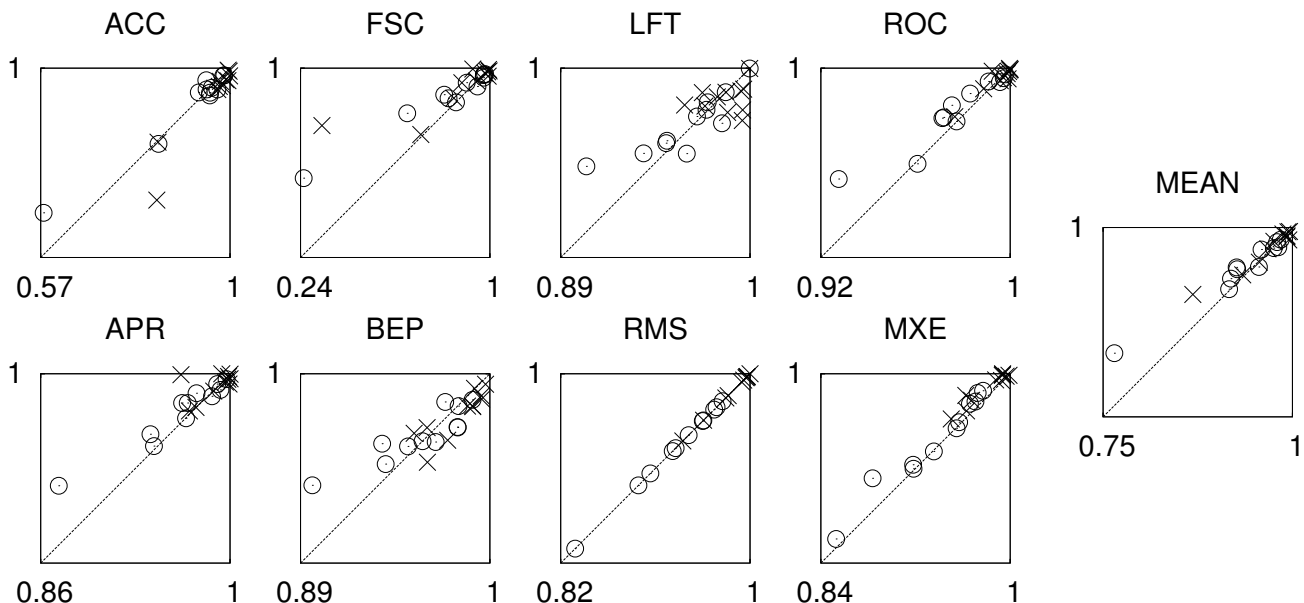 ACC FSC LFT ROC
1 1 1 1
0.57 1 0.24 1 0.89 1 0.92 1
MEAN
1
0.75 1
APR BEP RMS MXE
1 1 1 1
0.86 1 0.89 1 0.82 1 0.84 1